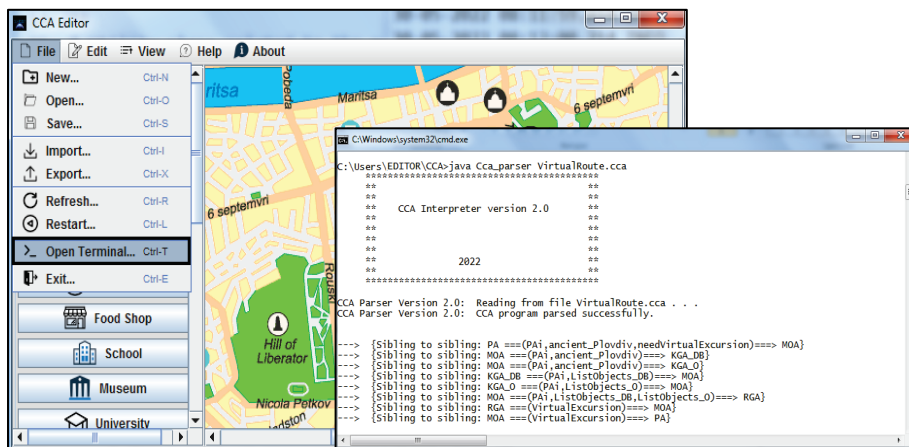 CCA Editor
File Edit View Help About
New... Ctrl-N
Open... Ctrl-O
Save... Ctrl-S
Import... Ctrl-I
Export... Ctrl-X
Refresh... Ctrl-R
Restart... Ctrl-L
Open Terminal... Ctrl-T
Exit... Ctrl-E
Food Shop
School
Museum
University
ritsa
Maritsa
6 septemvri
6 septemvri
Hill of
Liberator
Nicola Petkov
C:\Windows\system32\cmd.exe
C:\Users\EDITOR\CCA>java Cca_parser VirtualRoute.cca
*****************************************
** **
** CCA Interpreter version 2.0 **
** **
** **
** **
** **
** 2022 **
** **
*****************************************
CCA Parser Version 2.0: Reading from file VirtualRoute.cca . . .
CCA Parser Version 2.0: CCA program parsed successfully.
---> {Sibling to sibling: PA ===(PAi,ancient_Plovdiv,needVirtualExcursion)===> MOA}
---> {Sibling to sibling: MOA ===(PAi,ancient_Plovdiv)===> KGA_DB}
---> {Sibling to sibling: MOA ===(PAi,ancient_Plovdiv)===> KGA_O}
---> {Sibling to sibling: KGA_DB ===(PAi,ListObjects_DB)===> MOA}
---> {Sibling to sibling: KGA_O ===(PAi,ListObjects_O)===> MOA}
---> {Sibling to sibling: MOA ===(PAi,ListObjects_DB,ListObjects_O)===> RGA}
---> {Sibling to sibling: RGA ===(VirtualExcursion)===> MOA}
---> {Sibling to sibling: MOA ===(VirtualExcursion)===> PA}